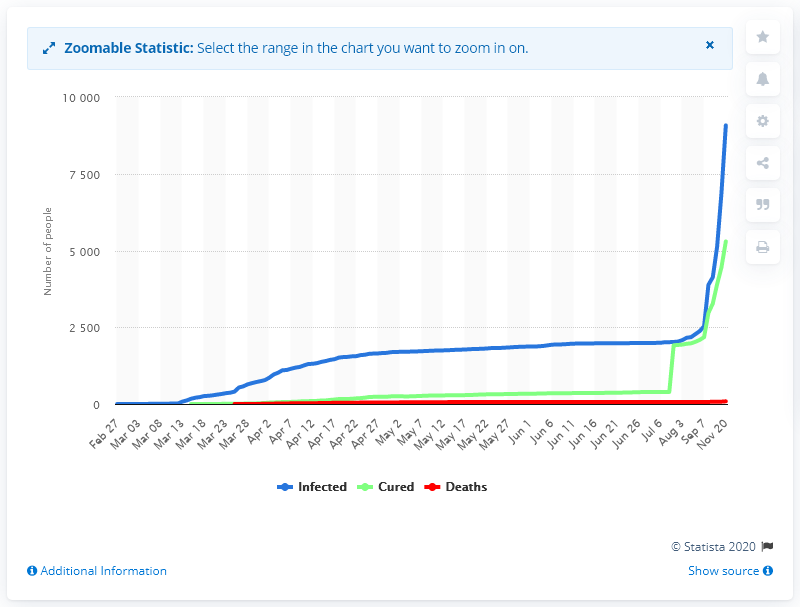 Zoomable Statistic: Select the range in the chart you want to zoom in on.
10 000
7 500
5 000
2 500
0
Number of people
Feb 27
Mar 03
Mar 08
Mar 13
Mar 18
Mar 23
Mar 28
Apr 2
Apr 7
Apr 12
Apr 17
Apr 22
Apr 27
May 2
May 7
May 12
May 17
May 22
May 27
Jun 1
Jun 6
Jun 11
Jun 16
Jun 21
Jun 26
Jul 6
Aug 3
Sep 7
Nov 20
Infected Cured Deaths
© Statista 2020
Additional Information Show source